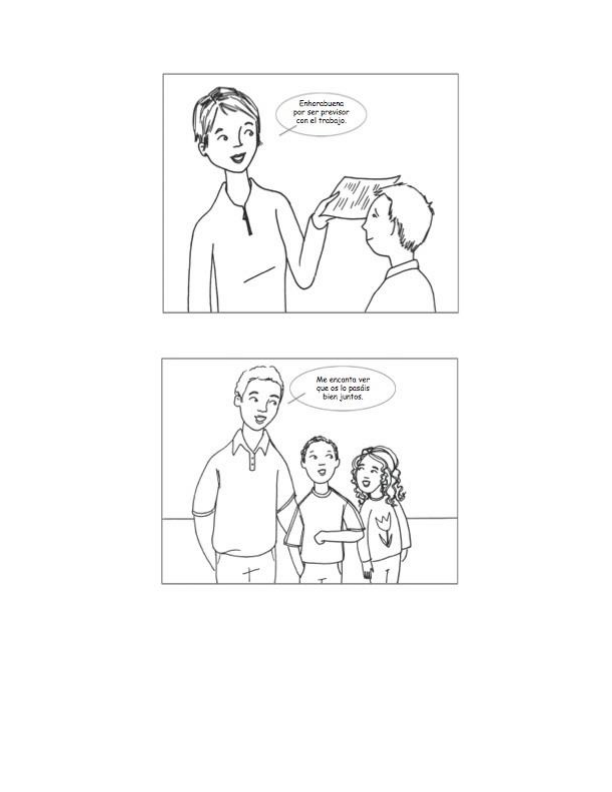 Enhorabuena
por ser previsor
con el trabajo.
Me encanta ver
que os lo pasáis
bien juntos.